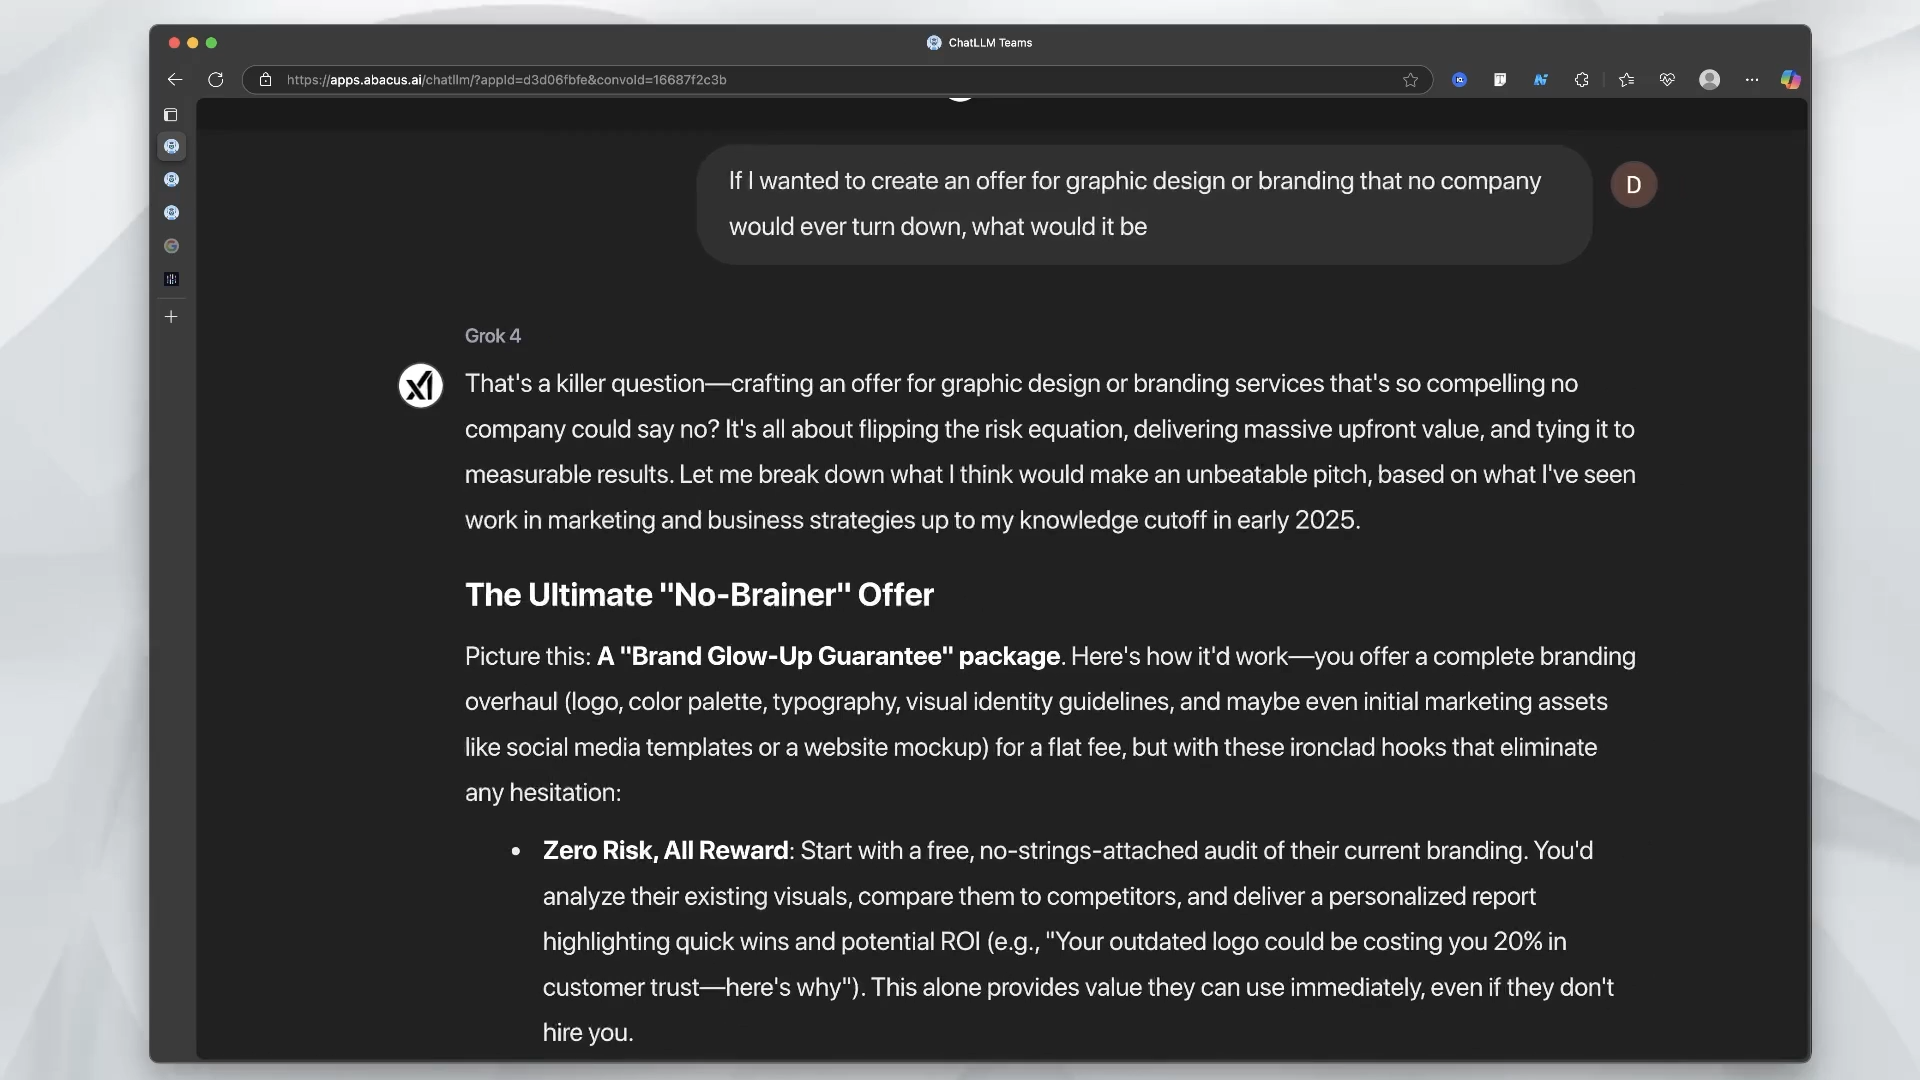 ChatLLM Teams
https://apps.abacus.ai/chatllm/?appId=d3d06fbfe&convoId=16687f2c3b
If I wanted to create an offer for graphic design or branding that no company
would ever turn down, what would it be
D
Grok 4
That's a killer question—crafting an offer for graphic design or branding services that's so compelling no
company could say no? It's all about flipping the risk equation, delivering massive upfront value, and tying it to
measurable results. Let me break down what I think would make an unbeatable pitch, based on what I've seen
work in marketing and business strategies up to my knowledge cutoff in early 2025.
The Ultimate "No-Brainer" Offer
Picture this: A "Brand Glow-Up Guarantee" package. Here's how it'd work—you offer a complete branding
overhaul (logo, color palette, typography, visual identity guidelines, and maybe even initial marketing assets
like social media templates or a website mockup) for a flat fee, but with these ironclad hooks that eliminate
any hesitation:
• Zero Risk, All Reward: Start with a free, no-strings-attached audit of their current branding. You'd
analyze their existing visuals, compare them to competitors, and deliver a personalized report
highlighting quick wins and potential ROI (e.g., "Your outdated logo could be costing you 20% in
customer trust—here's why"). This alone provides value they can use immediately, even if they don't
hire you.